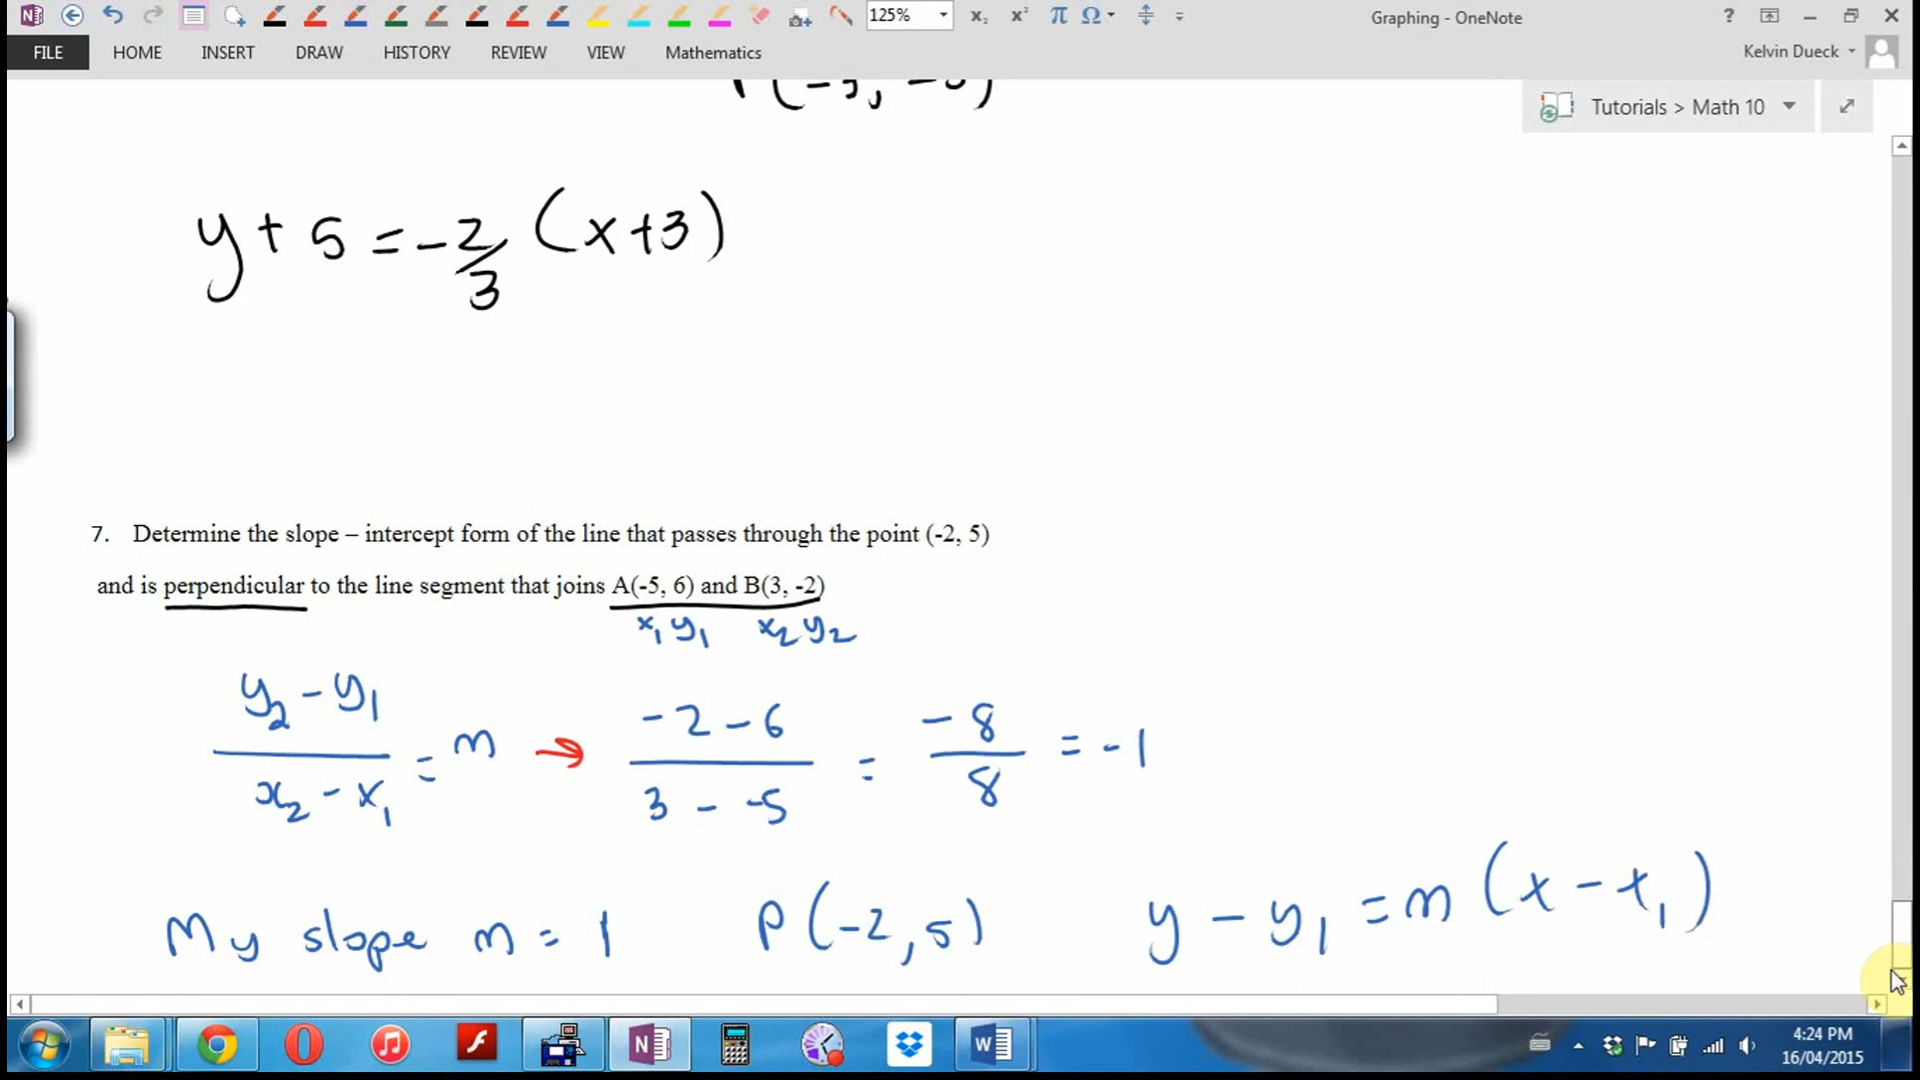 125%
x₂ x² π Ω
Graphing - OneNote
?
FILE HOME INSERT DRAW HISTORY REVIEW VIEW Mathematics
Kelvin Dueck
Tutorials > Math 10
y + 5 = -2/3 (x+3)
7. Determine the slope – intercept form of the line that passes through the point (-2, 5)
and is perpendicular to the line segment that joins A(-5, 6) and B(3, -2)
x₁ y₁ x₂ y₂
y₂ - y₁ / x₂ - x₁ = m → -2 - 6 / 3 - -5 = -8 / 8 = -1
My slope m = 1 P(-2, 5) y - y₁ = m (x - x₁)
4:24 PM
16/04/2015